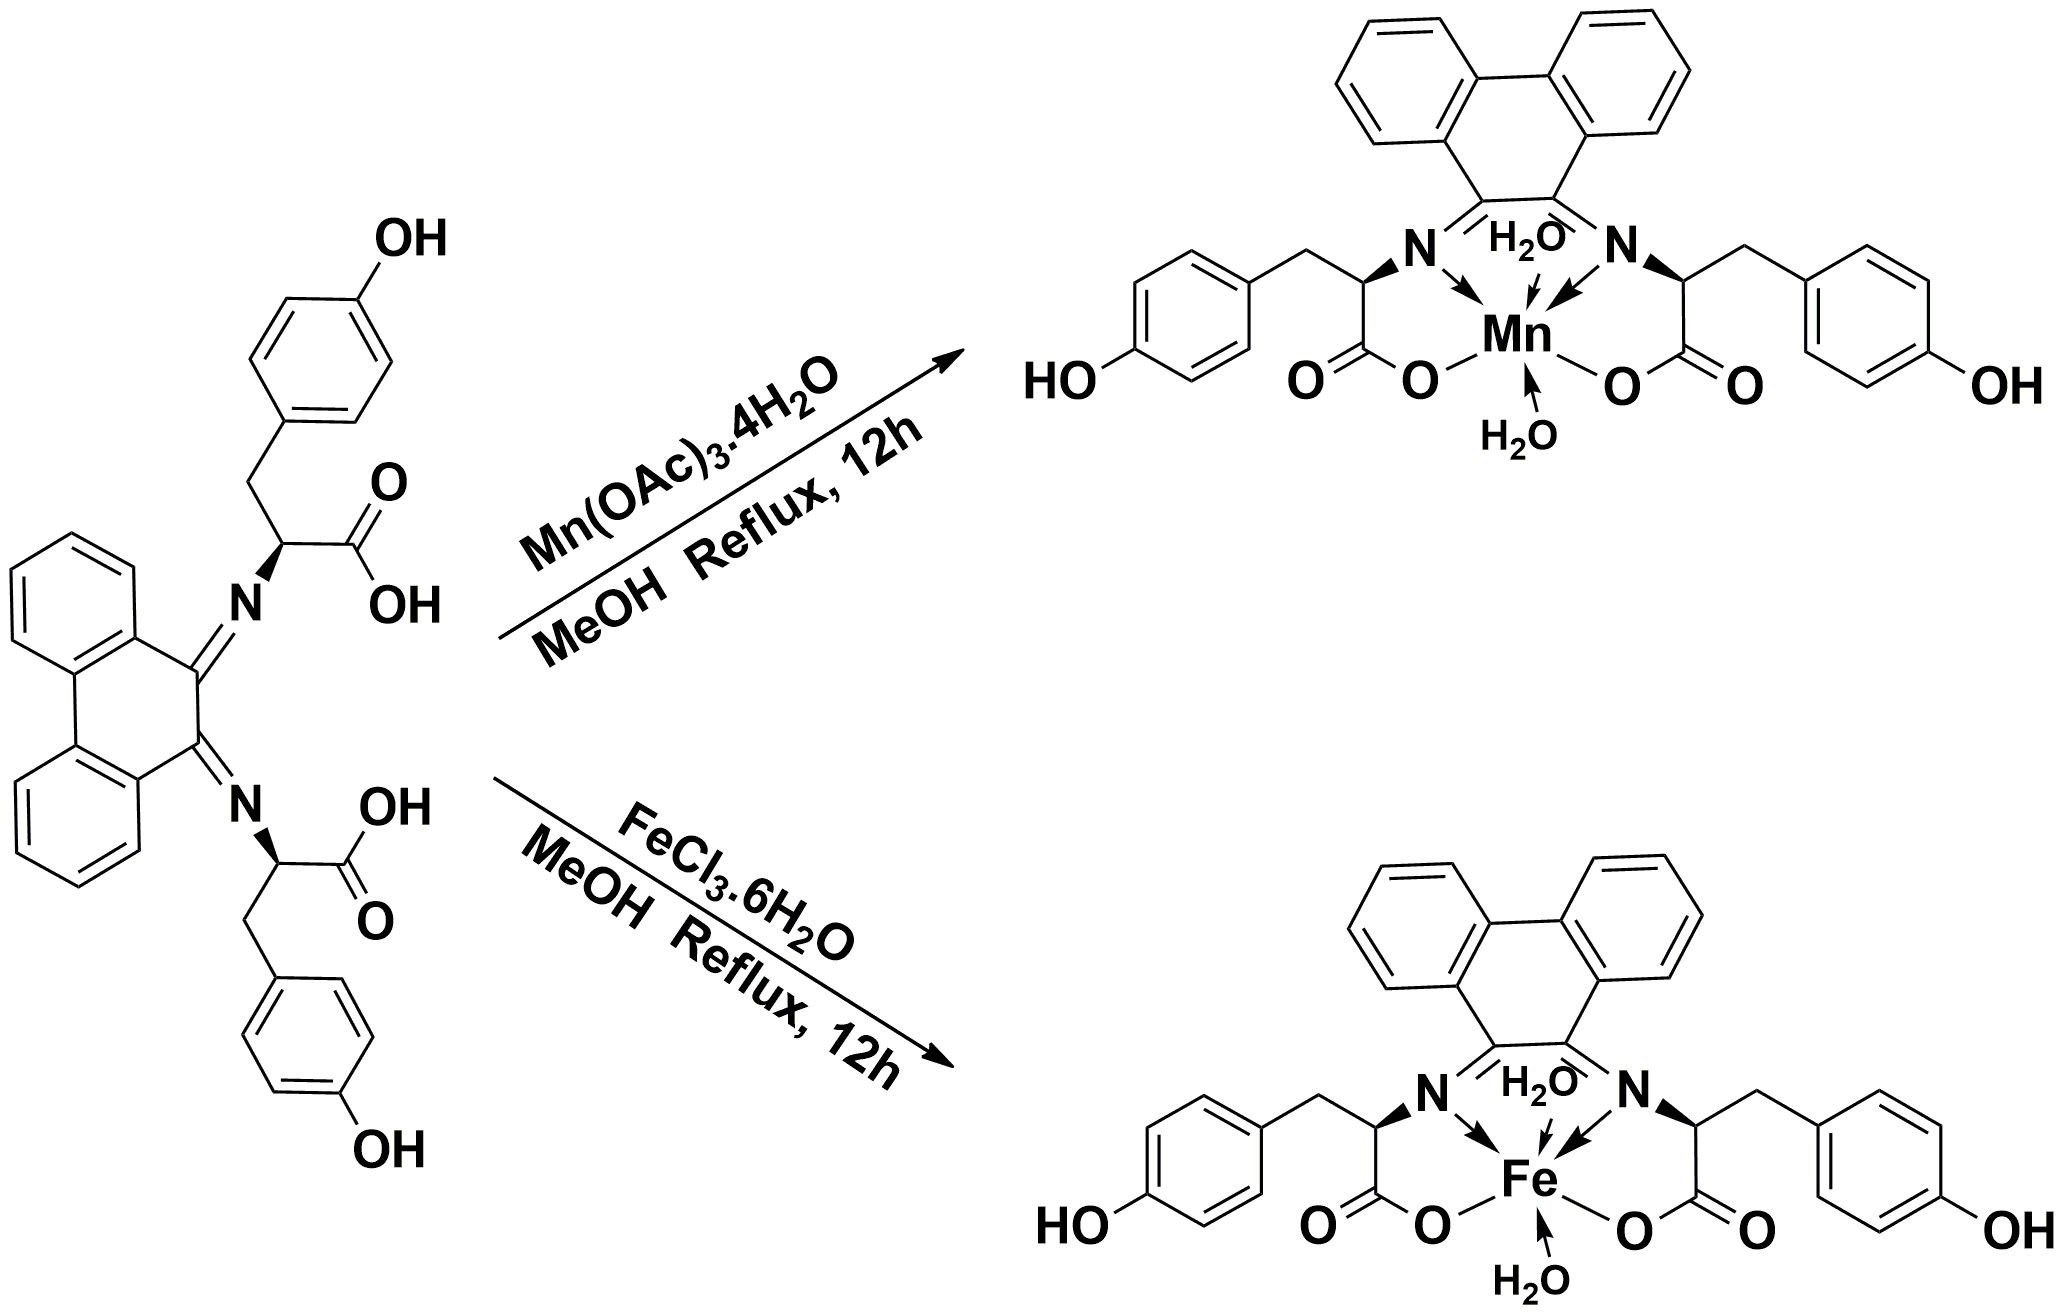 OH
O
OH
N
N
OH
O
OH
Mn(OAc)3.4H2O
MeOH Reflux, 12h
FeCl3.6H2O
MeOH Reflux, 12h
N H2O N
Mn
HO O O O O OH
H2O
N H2O N
Fe
HO O O O O OH
H2O